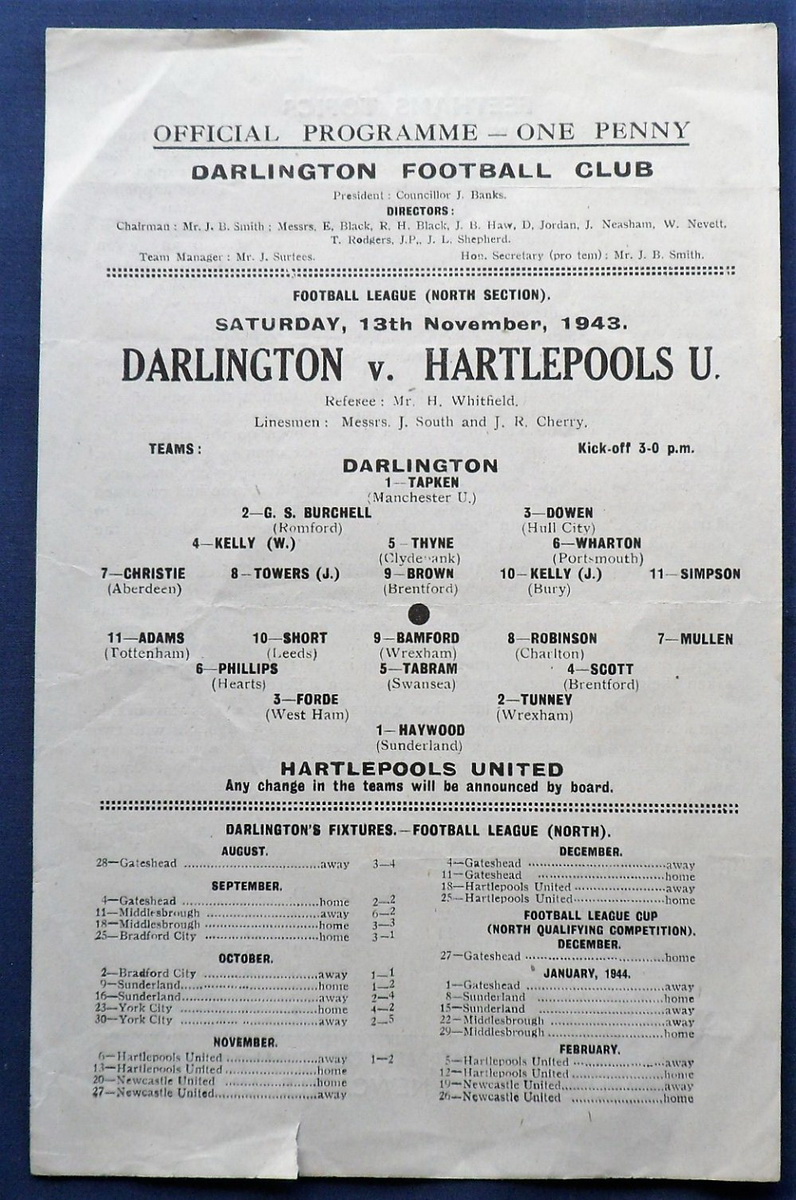 OFFICIAL PROGRAMME — ONE PENNY
DARLINGTON FOOTBALL CLUB
President : Councillor J. Banks.
DIRECTORS :
Chairman : Mr. J. B. Smith ; Messrs. E. Black, R. H. Black, J. B. Haw, D. Jordan, J. Neasham, W. Nevett.
T. Rodgers, J.P., J. L. Shepherd.
Team Manager : Mr. J. Surtees. Hon. Secretary (pro tem) : Mr. J. B. Smith.
FOOTBALL LEAGUE (NORTH SECTION).
SATURDAY, 13th November, 1943.
DARLINGTON v. HARTLEPOOLS U.
Referee : Mr. H. Whitfield.
Linesmen : Messrs. J. South and J. R. Cherry.
TEAMS : Kick-off 3-0 p.m.
DARLINGTON
1—TAPKEN
(Manchester U.)
2—G. S. BURCHELL 3—DOWEN
(Romford) (Hull City)
4—KELLY (W.) 5—THYNE 6—WHARTON
(Clydebank) (Portsmouth)
7—CHRISTIE 8—TOWERS (J.) 9—BROWN 10—KELLY (J.) 11—SIMPSON
(Aberdeen) (Brentford) (Bury)
11—ADAMS 10—SHORT 9—BAMFORD 8—ROBINSON 7—MULLEN
(Tottenham) (Leeds) (Wrexham) (Charlton)
6—PHILLIPS 5—TABRAM 4—SCOTT
(Hearts) (Swansea) (Brentford)
3—FORDE 2—TUNNEY
(West Ham) (Wrexham)
1—HAYWOOD
(Sunderland)
HARTLEPOOLS UNITED
Any change in the teams will be announced by board.
DARLINGTON'S FIXTURES.—FOOTBALL LEAGUE (NORTH).
AUGUST.
28—Gateshead ........ away 3—4
SEPTEMBER.
4—Gateshead ........ home 2—2
11—Middlesbrough ........ away 6—2
18—Middlesbrough ........ home 3—3
25—Bradford City ........ home 3—1
OCTOBER.
2—Bradford City ........ away 1—1
9—Sunderland ........ home 1—2
16—Sunderland ........ away 2—4
23—York City ........ home 4—2
30—York City ........ away 2—5
NOVEMBER.
6—Hartlepools United ........ away 1—2
13—Hartlepools United ........ home
20—Newcastle United ........ home
27—Newcastle United ........ away
DECEMBER.
4—Gateshead ........ away
11—Gateshead ........ home
18—Hartlepools United ........ away
25—Hartlepools United ........ home
FOOTBALL LEAGUE CUP
(NORTH QUALIFYING COMPETITION).
DECEMBER.
27—Gateshead ........ home
JANUARY, 1944.
1—Gateshead ........ away
8—Sunderland ........ home
15—Sunderland ........ away
22—Middlesbrough ........ away
29—Middlesbrough ........ home
FEBRUARY.
5—Hartlepools United ........ away
12—Hartlepools United ........ home
19—Newcastle United ........ away
26—Newcastle United ........ home